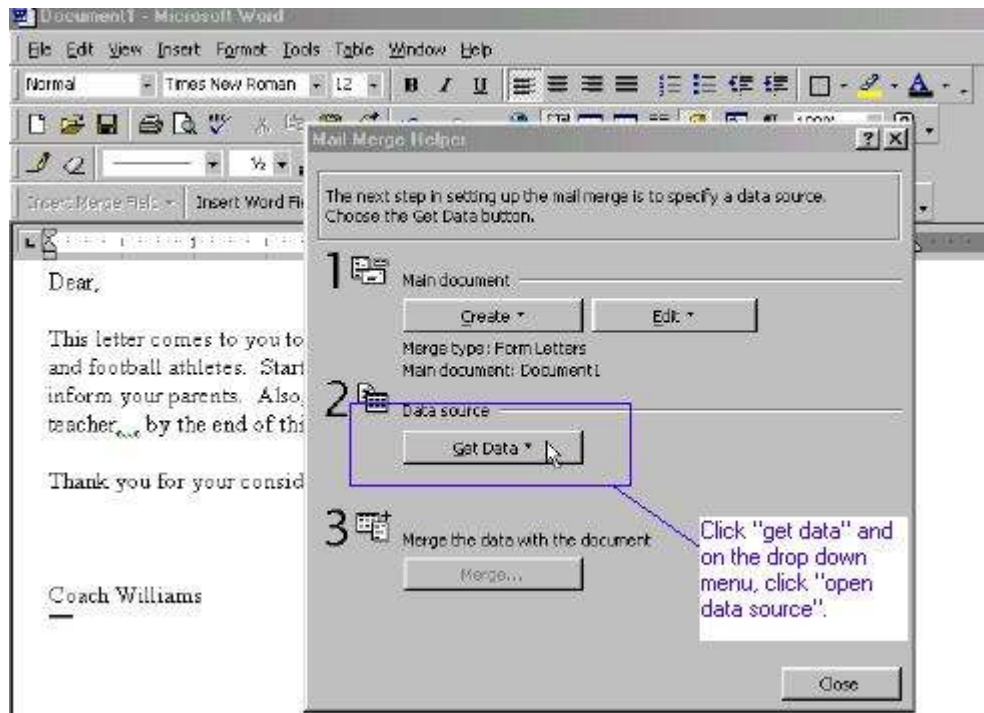 Document1 - Microsoft Word
File Edit View Insert Format Tools Table Window Help
Normal Times New Roman 12 B I U A
100%
½
Insert Merge Field Insert Word
Mail Merge Helper
The next step in setting up the mail merge is to specify a data source.
Choose the Get Data button.
1 Main document
Create Edit
Merge type: Form Letters
Main document: Document1
2 Data source
Get Data
3 Merge the data with the document
Merge...
Close
Dear,
This letter comes to you to
and football athletes. Start
inform your parents. Also,
teacher by the end of
Thank you for your
Coach Williams
Click "get data" and
on the drop down
menu, click "open
data source".